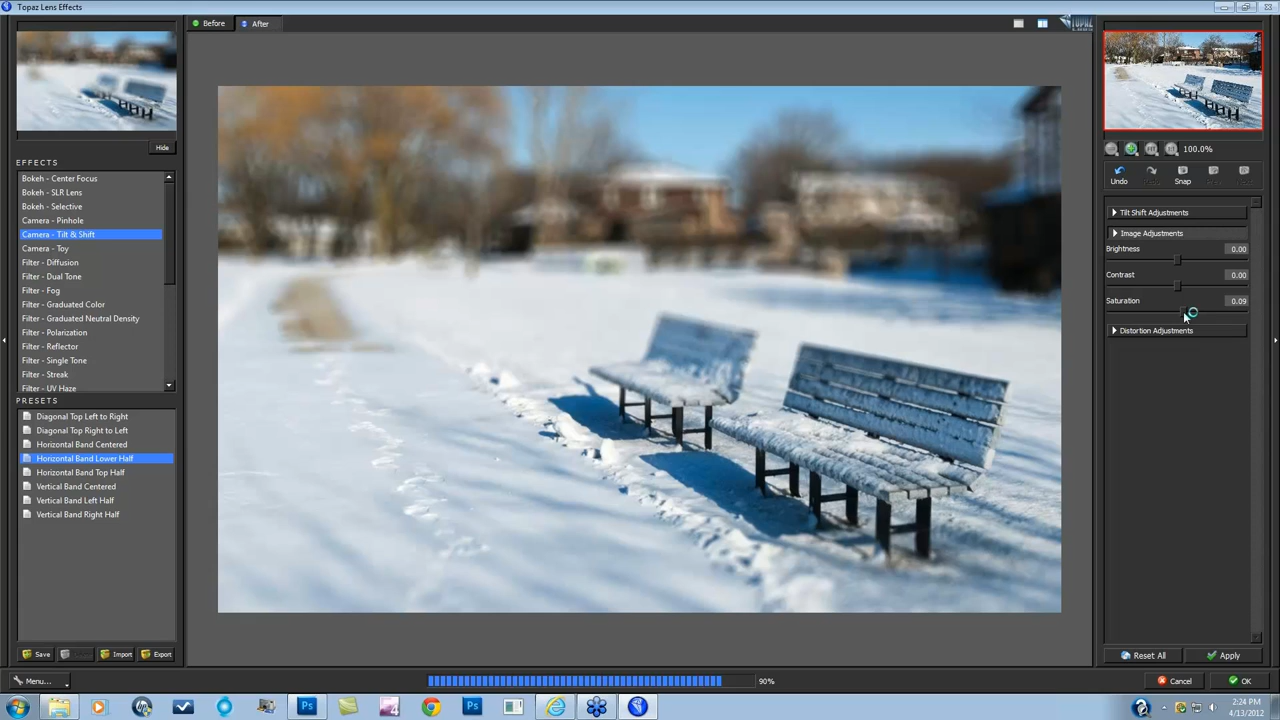 Topaz Lens Effects
Before
After
TOPAZ
Hide
EFFECTS
Bokeh - Center Focus
Bokeh - SLR Lens
Bokeh - Selective
Camera - Pinhole
Camera - Tilt & Shift
Camera - Toy
Filter - Diffusion
Filter - Dual Tone
Filter - Fog
Filter - Graduated Color
Filter - Graduated Neutral Density
Filter - Polarization
Filter - Reflector
Filter - Single Tone
Filter - Streak
Filter - UV Haze
PRESETS
Diagonal Top Left to Right
Diagonal Top Right to Left
Horizontal Band Centered
Horizontal Band Lower Half
Horizontal Band Top Half
Vertical Band Centered
Vertical Band Left Half
Vertical Band Right Half
Save
Import
Export
Menu...
90%
100.0%
Undo
Snap
Tilt Shift Adjustments
Image Adjustments
Brightness 0.00
Contrast 0.00
Saturation 0.09
Distortion Adjustments
Reset All
Apply
Cancel
OK
Ps
Ps
2:24 PM
4/13/2012